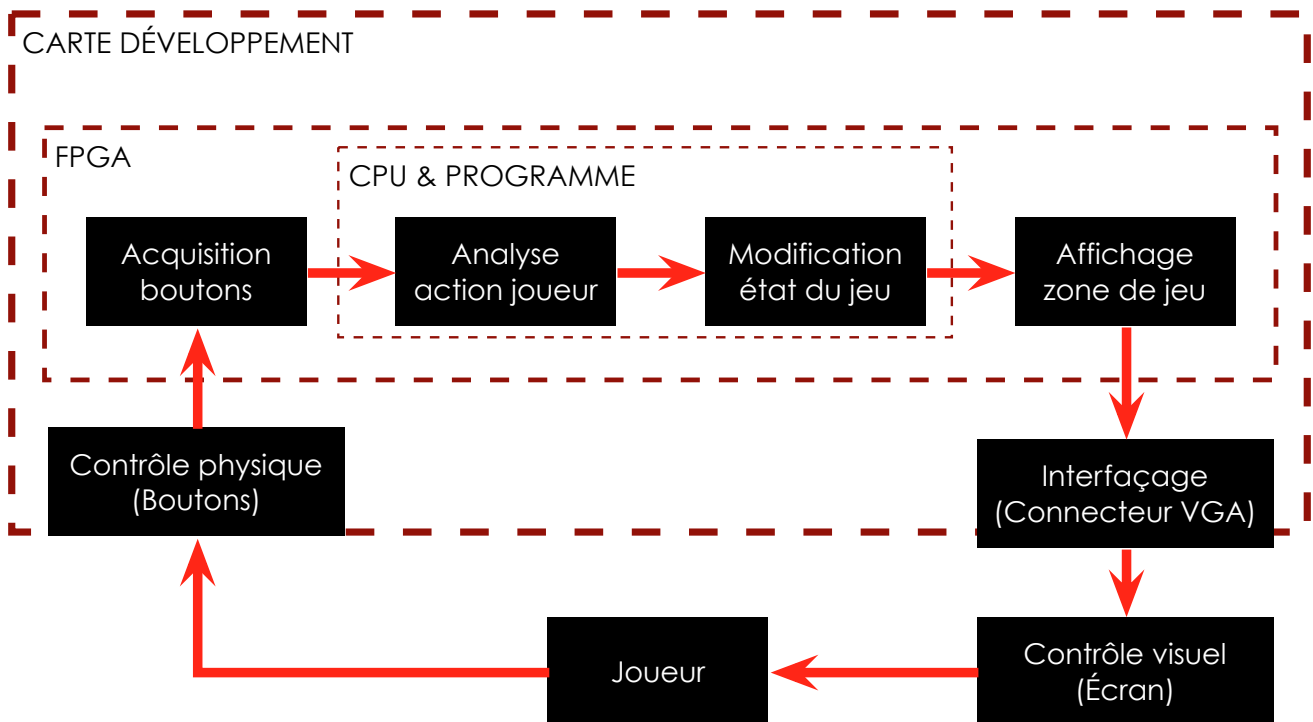 CARTE DÉVELOPPEMENT
FPGA
CPU & PROGRAMME
Acquisition
boutons
Analyse
action joueur
Modification
état du jeu
Affichage
zone de jeu
Contrôle physique
(Boutons)
Interfaçage
(Connecteur VGA)
Joueur
Contrôle visuel
(Écran)